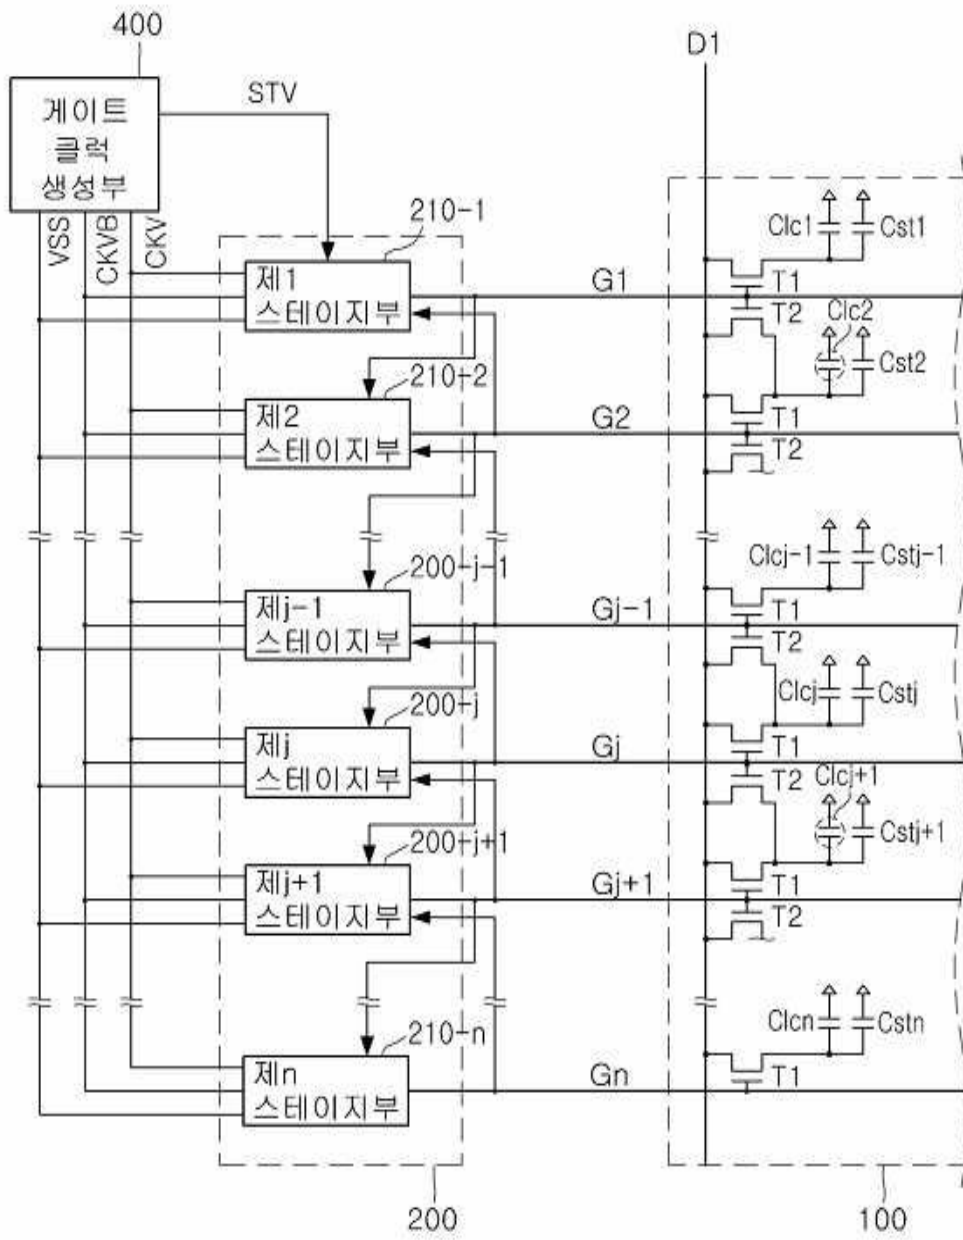 400
D1
게이트
클럭
생성부
STV
VSS
CKVB
CKV
210-1
제1
스테이지부
G1
Clc1
Cst1
T1
T2
Clc2
Cst2
210-2
제2
스테이지부
G2
T1
T2
Clcj-1
Cstj-1
200-j-1
제j-1
스테이지부
Gj-1
T1
T2
Clcj
Cstj
200-j
제j
스테이지부
Gj
T1
T2
Clcj+1
Cstj+1
200-j+1
제j+1
스테이지부
Gj+1
T1
T2
Clcn
Cstn
210-n
제n
스테이지부
Gn
T1
200
100